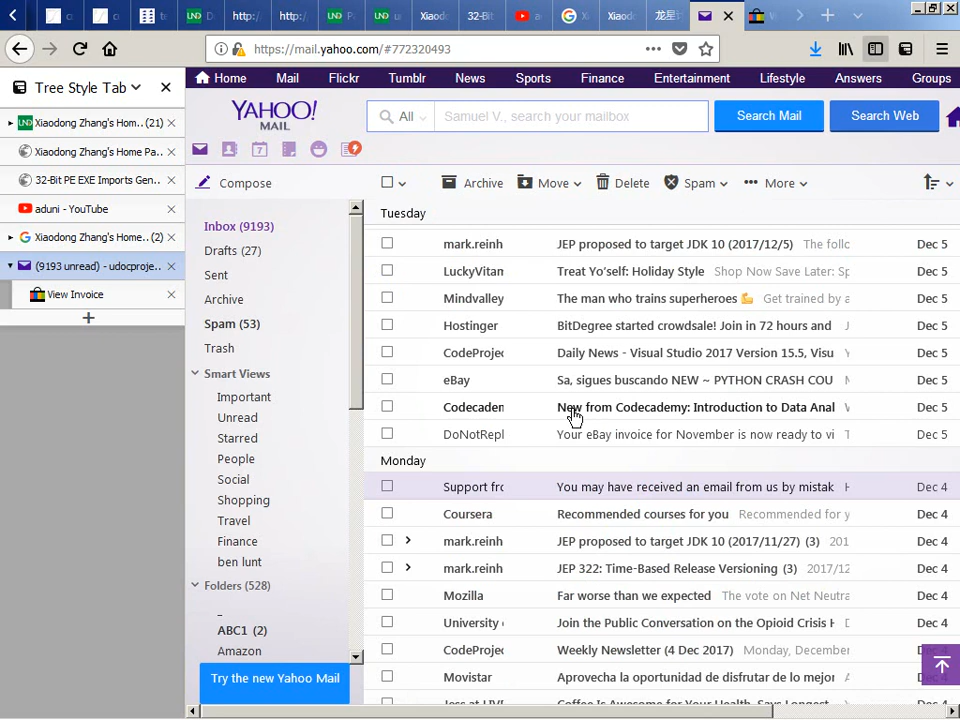 http:/
http:/
Xiaod
32-Bit
X
Xiaodo
龙星
W
https://mail.yahoo.com/#772320493
Tree Style Tab
Home
Mail
Flickr
Tumblr
News
Sports
Finance
Entertainment
Lifestyle
Answers
Groups
UND Xiaodong Zhang's Hom.. (21)
Xiaodong Zhang's Home Pa..
32-Bit PE EXE Imports Gen..
aduni - YouTube
Xiaodong Zhang's Home.. (2)
(9193 unread) - udocproje..
View Invoice
YAHOO!
MAIL
All
Samuel V., search your mailbox
Search Mail
Search Web
7
Compose
Archive
Move
Delete
Spam
More
Inbox (9193)
Drafts (27)
Sent
Archive
Spam (53)
Trash
Smart Views
Important
Unread
Starred
People
Social
Shopping
Travel
Finance
ben lunt
Folders (528)
_
ABC1 (2)
Amazon
Try the new Yahoo Mail
Tuesday
mark.reinh JEP proposed to target JDK 10 (2017/12/5) The follc Dec 5
LuckyVitan Treat Yo'self: Holiday Style Shop Now Save Later: Sp Dec 5
Mindvalley The man who trains superheroes 💪 Get trained by a Dec 5
Hostinger BitDegree started crowdsale! Join in 72 hours and Dec 5
CodeProjec Daily News - Visual Studio 2017 Version 15.5, Visu Dec 5
eBay Sa, sigues buscando NEW ~ PYTHON CRASH COU Dec 5
Codecaden New from Codecademy: Introduction to Data Anal Dec 5
DoNotRepl Your eBay invoice for November is now ready to vi Dec 5
Monday
Support fro You may have received an email from us by mistak Dec 4
Coursera Recommended courses for you Recommended for y Dec 4
mark.reinh JEP proposed to target JDK 10 (2017/11/27) (3) 201 Dec 4
mark.reinh JEP 322: Time-Based Release Versioning (3) 2017/12 Dec 4
Mozilla Far worse than we expected The vote on Net Neutra Dec 4
University Join the Public Conversation on the Opioid Crisis H Dec 4
CodeProjec Weekly Newsletter (4 Dec 2017) Monday, December Dec 4
Movistar Aprovecha la oportunidad de disfrutar de lo mejor Dec 4